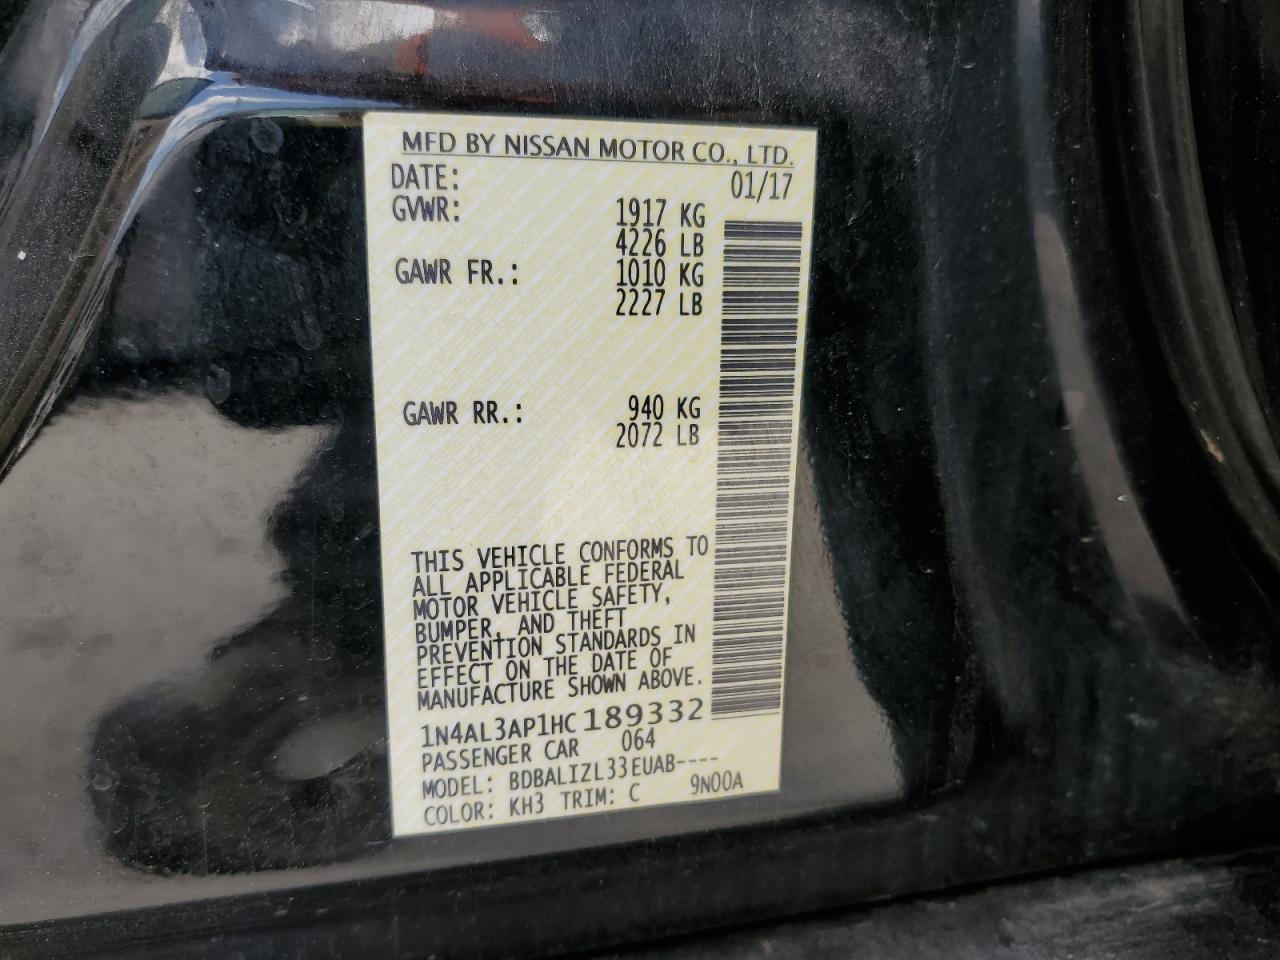 MFD BY NISSAN MOTOR CO., LTD.
DATE: 01/17
GVWR: 1917 KG
4226 LB
GAWR FR.: 1010 KG
2227 LB
GAWR RR.: 940 KG
2072 LB
THIS VEHICLE CONFORMS TO
ALL APPLICABLE FEDERAL
MOTOR VEHICLE SAFETY,
BUMPER, AND THEFT
PREVENTION STANDARDS IN
EFFECT ON THE DATE OF
MANUFACTURE SHOWN ABOVE.
1N4AL3AP1HC189332
PASSENGER CAR 064
MODEL: BDBALIZL33EUAB----
COLOR: KH3 TRIM: C 9N00A